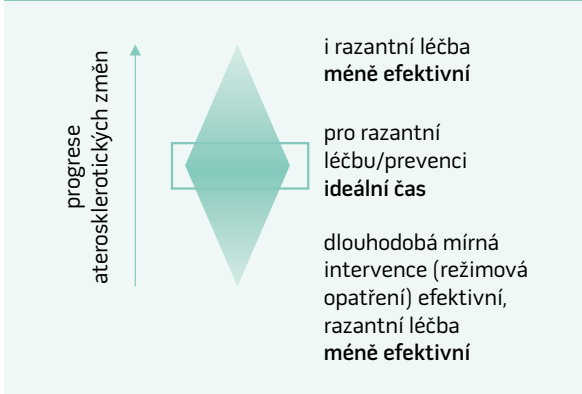 progrese
aterosklerotických změn
i razantní léčba
méně efektivní
pro razantní
léčbu/prevenci
ideální čas
dlouhodobá mírná
intervence (režimová
opatření) efektivní,
razantní léčba
méně efektivní